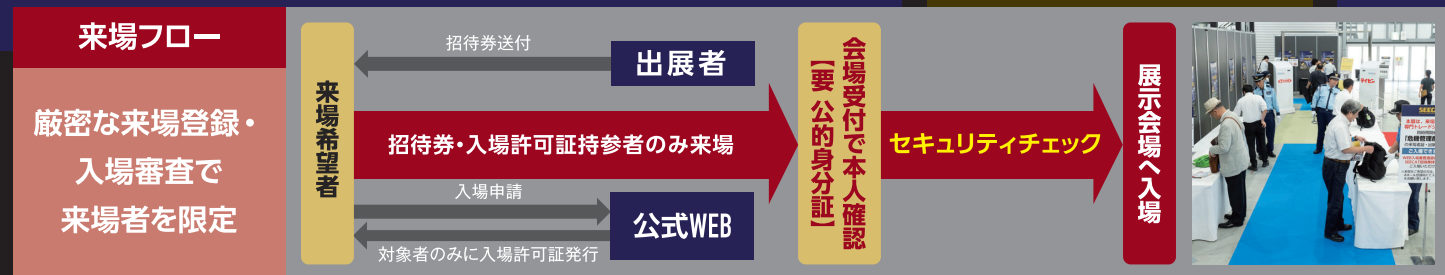 来場フロー
厳密な来場登録・
入場審査で
来場者を限定
来場希望者
招待券送付
出展者
招待券・入場許可証持参者のみ来場
入場申請
公式WEB
対象者のみに入場許可証発行
会場受付で本人確認
【要 公的身分証】
セキュリティチェック
展示会場へ入場
SEEC